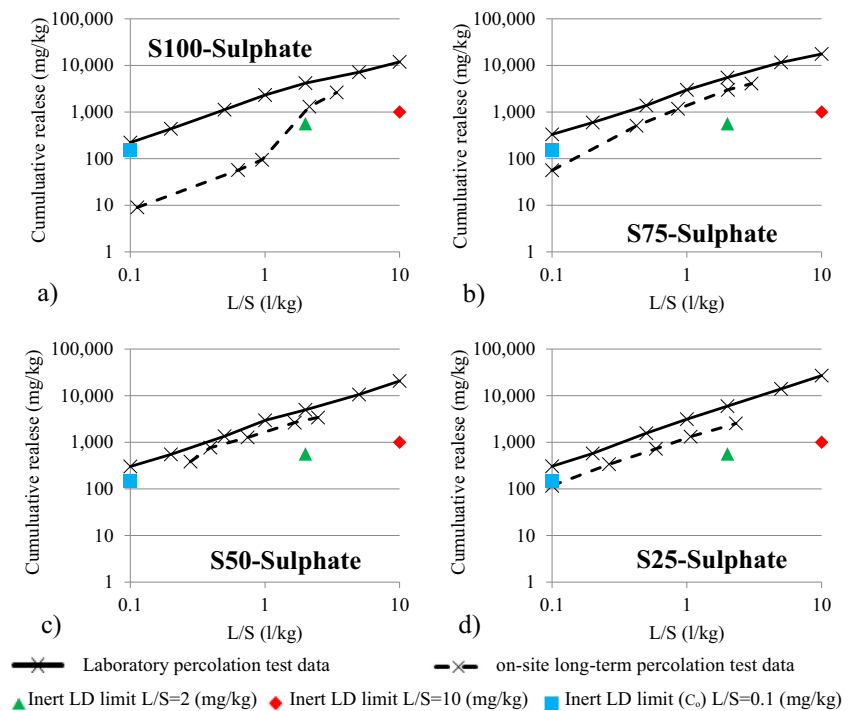 S100-Sulphate
Cumuluative realese (mg/kg)
100,000
10,000
1,000
100
10
1
0.1 1 10
L/S (l/kg)
a)
S75-Sulphate
Cumuluative realese (mg/kg)
100,000
10,000
1,000
100
10
1
0.1 1 10
L/S (l/kg)
b)
S50-Sulphate
Cumuluative realese (mg/kg)
100,000
10,000
1,000
100
10
1
0.1 1 10
L/S (l/kg)
c)
S25-Sulphate
Cumuluative realese (mg/kg)
100,000
10,000
1,000
100
10
1
0.1 1 10
L/S (l/kg)
d)
Laboratory percolation test data on-site long-term percolation test data
Inert LD limit L/S=2 (mg/kg) Inert LD limit L/S=10 (mg/kg) Inert LD limit (Cₒ) L/S=0.1 (mg/kg)